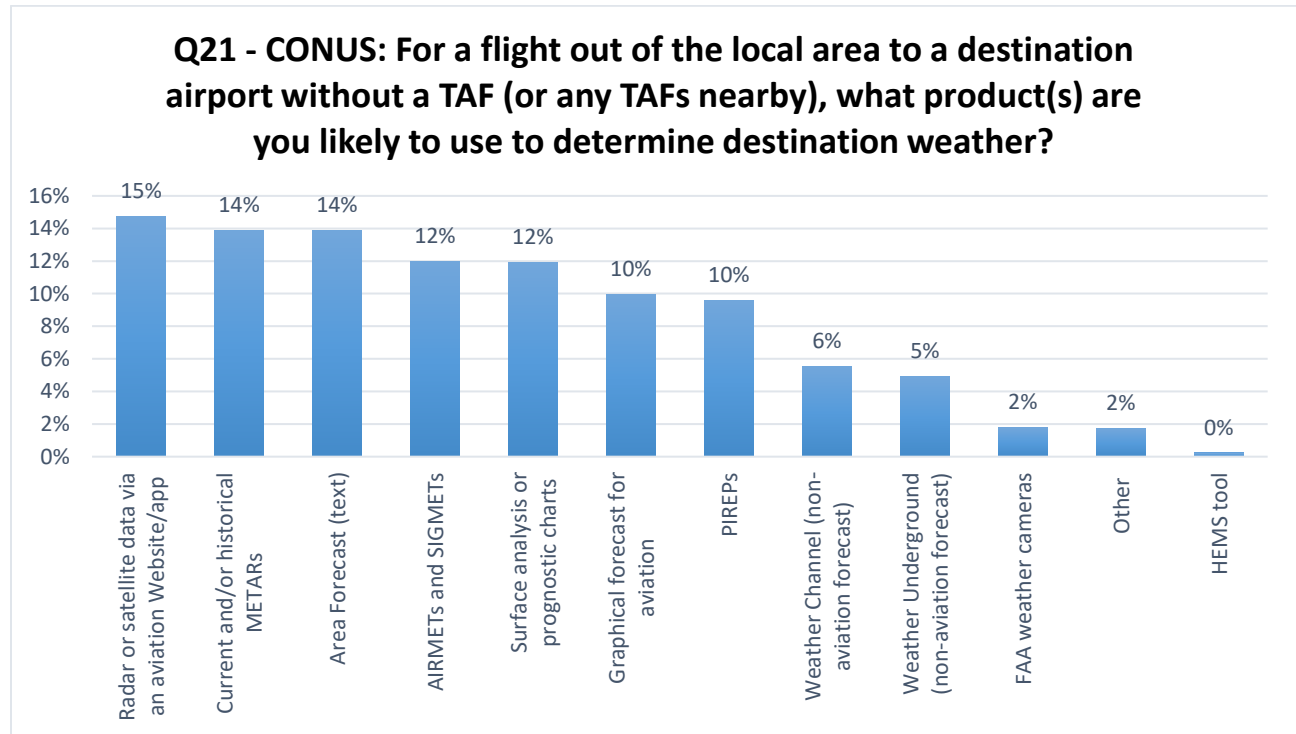 Q21 - CONUS: For a flight out of the local area to a destination
airport without a TAF (or any TAFs nearby), what product(s) are
you likely to use to determine destination weather?
16%
14%
12%
10%
8%
6%
4%
2%
0%
15%
14%
14%
12%
12%
10%
10%
6%
5%
2%
2%
0%
Radar or satellite data via
an aviation Website/app
Current and/or historical
METARs
Area Forecast (text)
AIRMETs and SIGMETs
Surface analysis or
prognostic charts
Graphical forecast for
aviation
PIREPs
Weather Channel (non-
aviation forecast)
Weather Underground
(non-aviation forecast)
FAA weather cameras
Other
HEMS tool